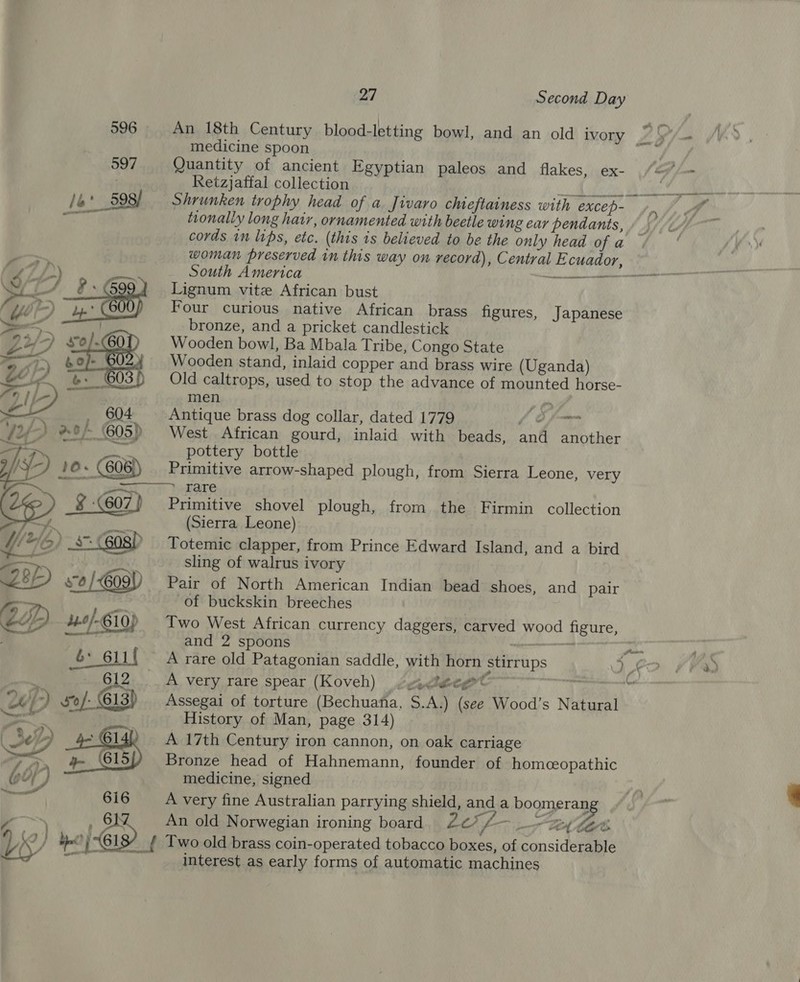 27 Second Day
596 An 18th Century blood-letting bowl, and an old ivory
medicine spoon
597 Quantity of ancient Egyptian paleos and flakes, ex-
Retzjaffal collection
598 Shrunken trophy head of a Jivaro chieftainess with excep-
tionally long hair, ornamented with beetle wing ear pendants,
cords in lips, etc. (this is believed to be the only head of a
woman preserved in this way on record), Central Ecuador,
South America
8- 599 Lignum vitæ African bust
600 Four curious native African brass figures, Japanese
bronze, and a pricket candlestick
601 Wooden bowl, Ba Mbala Tribe, Congo State
602 Wooden stand, inlaid copper and brass wire (Uganda)
603 Old caltrops, used to stop the advance of mounted horse-
men
604 Antique brass dog collar, dated 1779
605 West African gourd, inlaid with beads, and another
pottery bottle
10- 606 Primitive arrow-shaped plough, from Sierra Leone, very
rare
8- 607 Primitive shovel plough, from the Firmin collection
(Sierra Leone)
608 Totemic clapper, from Prince Edward Island, and a bird
sling of walrus ivory
609 Pair of North American Indian bead shoes, and pair
of buckskin breeches
610 Two West African currency daggers, carved wood figure,
and 2 spoons
611 A rare old Patagonian saddle, with horn stirrups
612 A very rare spear (Koveh)
613 Assegai of torture (Bechuana, S.A.) (see Wood's Natural
History of Man, page 314)
614 A 17th Century iron cannon, on oak carriage
615 Bronze head of Hahnemann, founder of homœopathic
medicine, signed
616 A very fine Australian parrying shield, and a boomerang
617 An old Norwegian ironing board
618 Two old brass coin-operated tobacco boxes, of considerable
interest as early forms of automatic machines